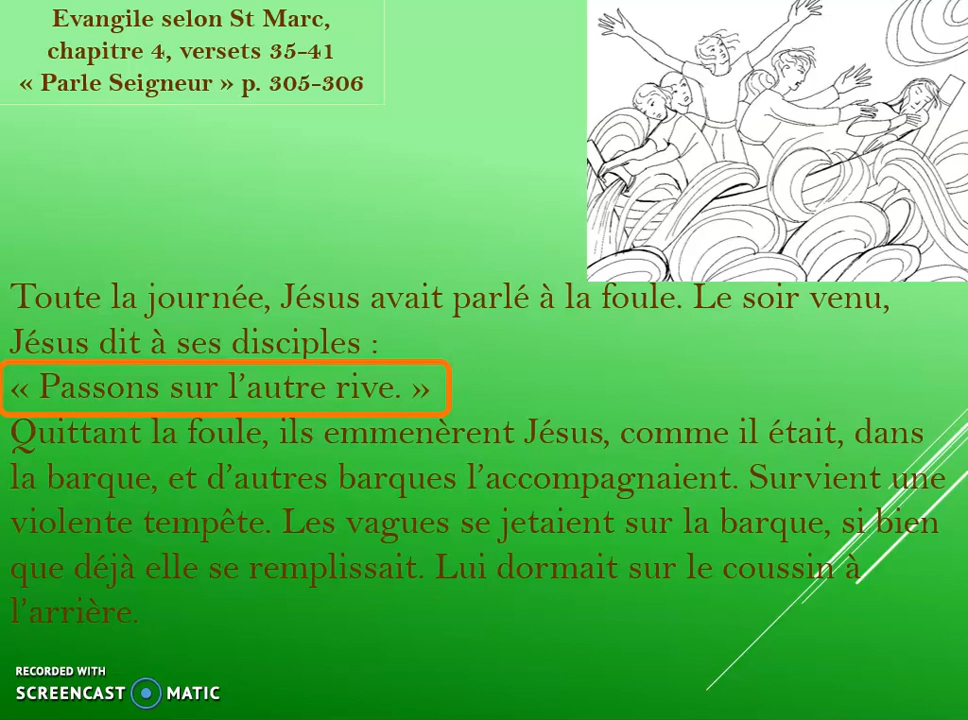 Evangile selon St Marc,
chapitre 4, versets 35-41
« Parle Seigneur » p. 305-306
Toute la journée, Jésus avait parlé à la foule. Le soir venu,
Jésus dit à ses disciples :
« Passons sur l’autre rive. »
Quittant la foule, ils emmenèrent Jésus, comme il était, dans
la barque, et d’autres barques l’accompagnaient. Survient une
violente tempête. Les vagues se jetaient sur la barque, si bien
que déjà elle se remplissait. Lui dormait sur le coussin à
l’arrière.
RECORDED WITH
SCREENCAST MATIC